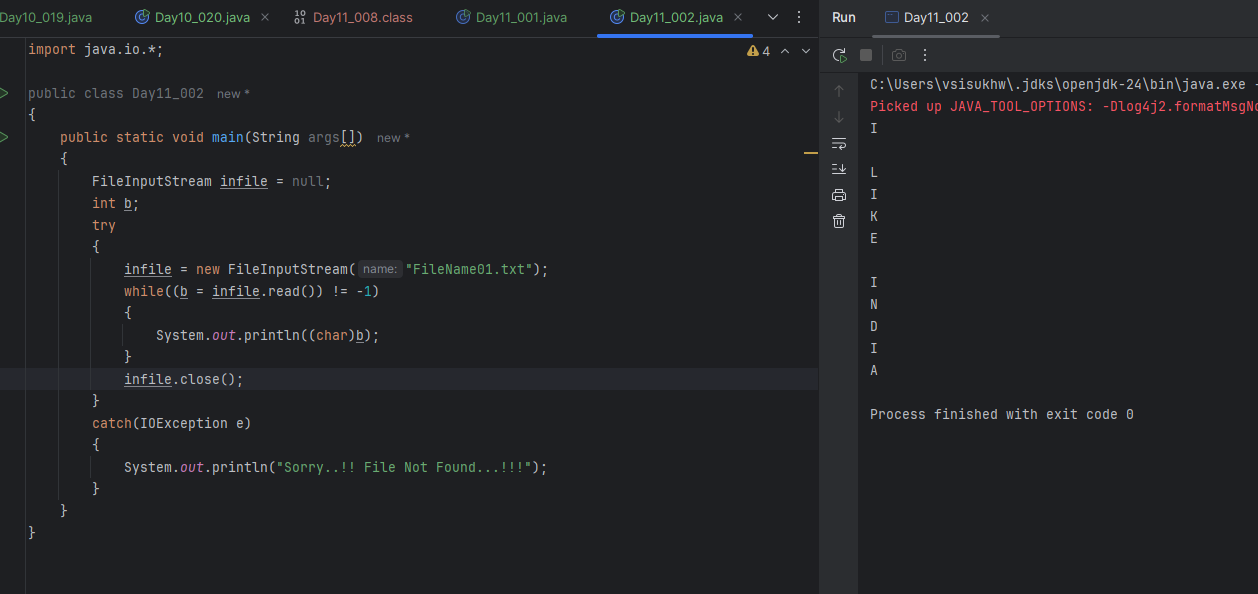 Day10_019.java Day10_020.java Day11_008.class Day11_001.java Day11_002.java Run Day11_002
import java.io.*;
4
public class Day11_002 new *
{
public static void main(String args[]) new *
{
FileInputStream infile = null;
int b;
try
{
infile = new FileInputStream( name: "FileName01.txt");
while((b = infile.read()) != -1)
{
System.out.println((char)b);
}
infile.close();
}
catch(IOException e)
{
System.out.println("Sorry..!! File Not Found...!!!");
}
}
}
C:\Users\vsisukhw\.jdks\openjdk-24\bin\java.exe -
Picked up JAVA_TOOL_OPTIONS: -Dlog4j2.formatMsgNo
I
L
I
K
E
I
N
D
I
A
Process finished with exit code 0